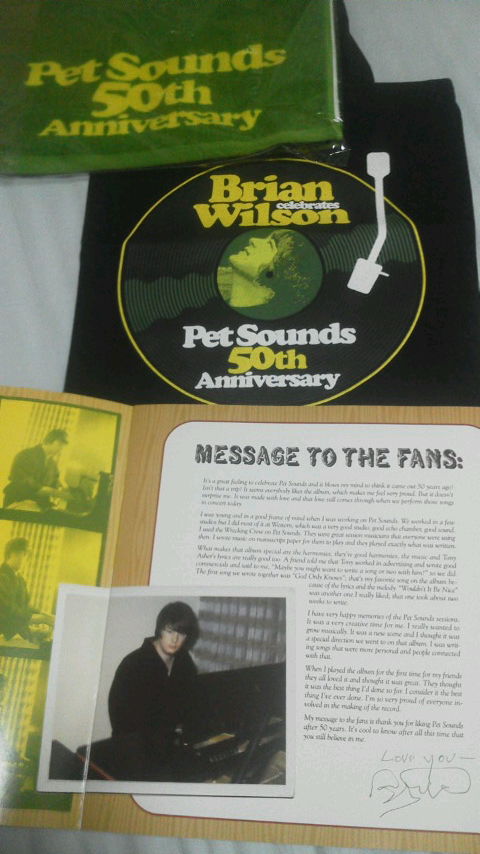 Pet Sounds
50th
Anniversary
Brian
celebrates
Wilson
Pet Sounds
50th
Anniversary
MESSAGE TO THE FANS:
It's a great feeling to celebrate Pet Sounds and it blows my mind to think it came out 50 years ago!
Isn't that a trip? It seems everybody likes the album, which makes me feel very proud. But it doesn't
surprise me. It was made with love and that love still comes through when we perform those songs
in concert today.
I was young and in a good frame of mind when I was working on Pet Sounds. We worked in a few
studios but I did most of it at Western, which was a very good studio, good echo chamber, good sound.
I used the Wrecking Crew on Pet Sounds. They were great session musicians that everyone were using
then. I wrote music on manuscripts paper for them to play and they played exactly what was written.
What makes that album special are the harmonies, they're good harmonies, the music and Tony
Asher's lyrics are really good too. A friend told me that Tony worked in advertising and wrote good
commercials and said to me, "Maybe you might want to write a song or two with him?" so we did.
The first song we wrote together was "God Only Knows"; that's my favorite song on the album be-
cause of the lyrics and the melody. "Wouldn't It Be Nice"
was another one I really liked; that one took about two
weeks to write.
I have very happy memories of the Pet Sounds sessions.
It was a very creative time for me. I really wanted to
grow musically. It was a new scene and I thought it was
a special direction we went to on that album. I was writ-
ing songs that were more personal and people connected
with that.
When I played the album for the first time for my friends
they all loved it and thought it was great. They thought
it was the best thing I'd done so far. I consider it the best
thing I've ever done. I'm so very proud of everyone in-
volved in the making of the record.
My message to the fans is thank you for liking Pet Sounds
after 50 years. It's cool to know after all this time that
you still believe in me.
Love you-